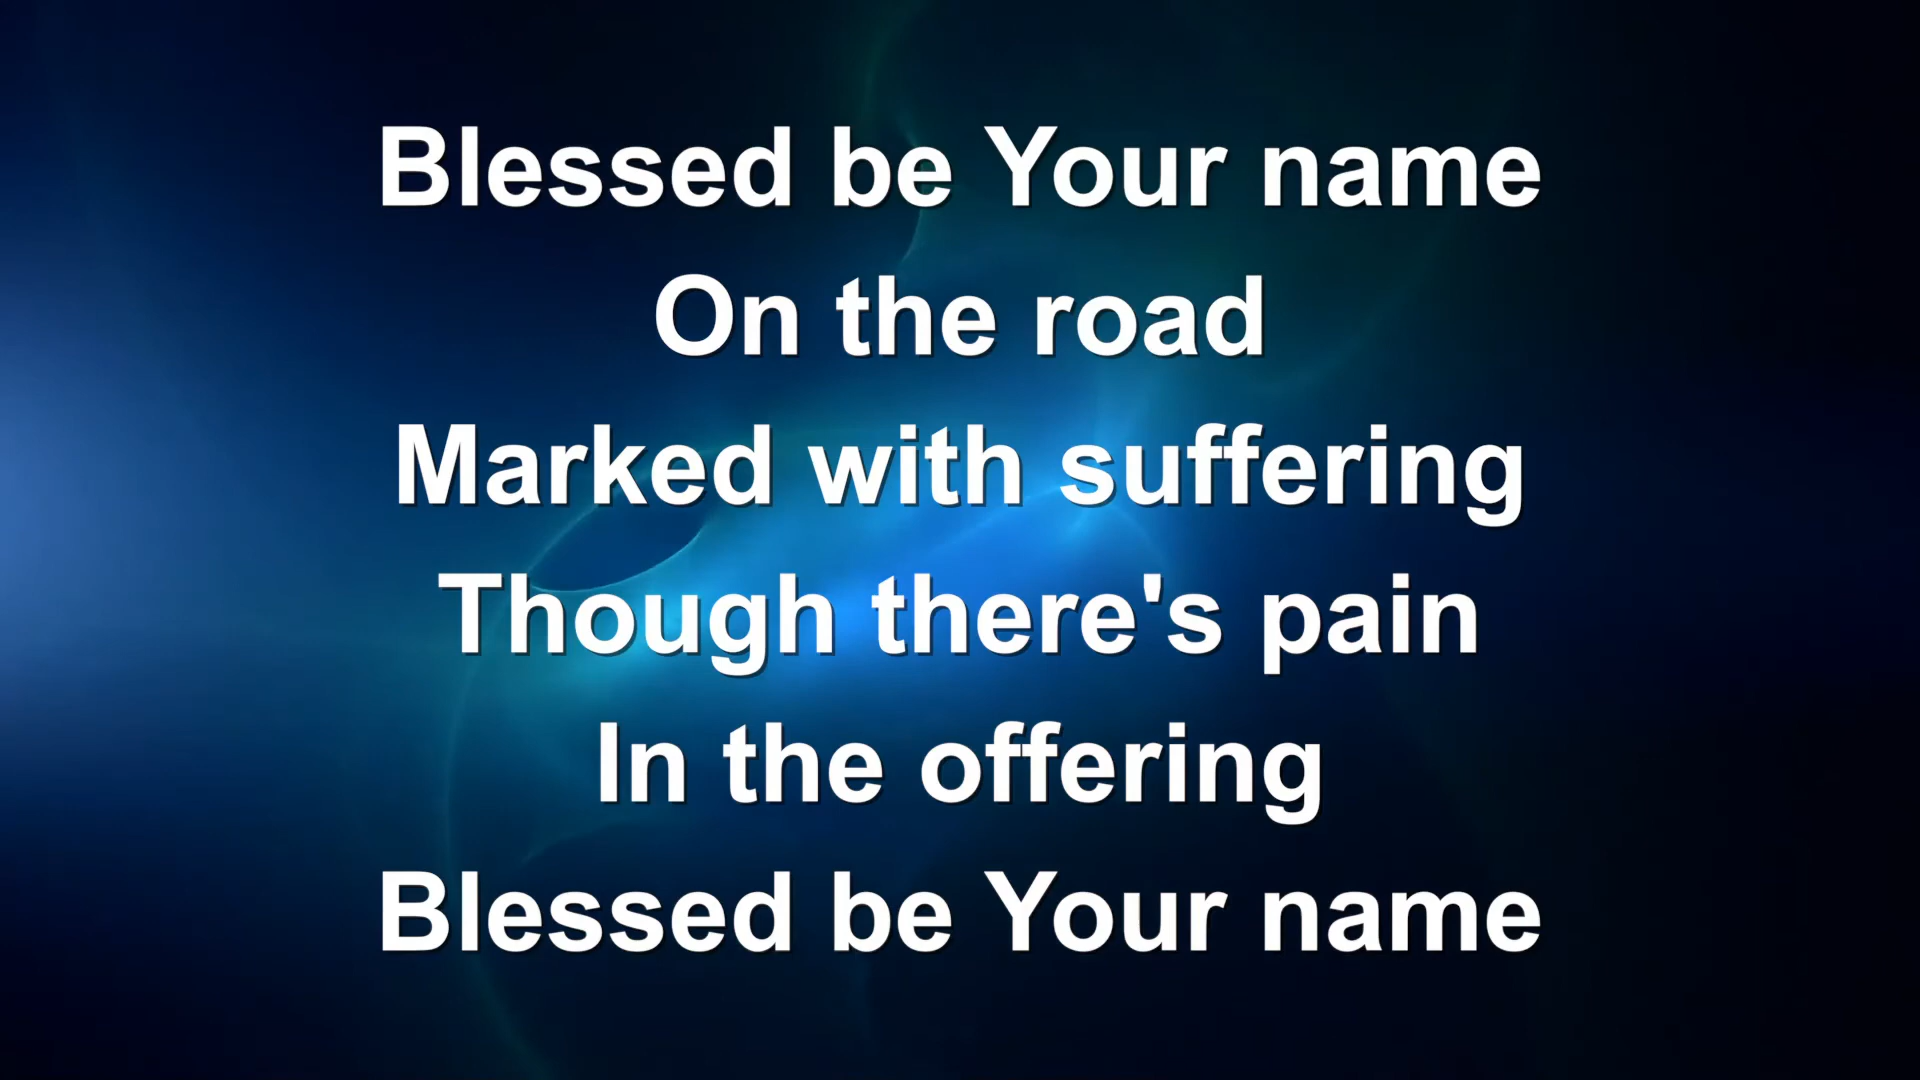 Blessed be Your name
On the road
Marked with suffering
Though there's pain
In the offering
Blessed be Your name